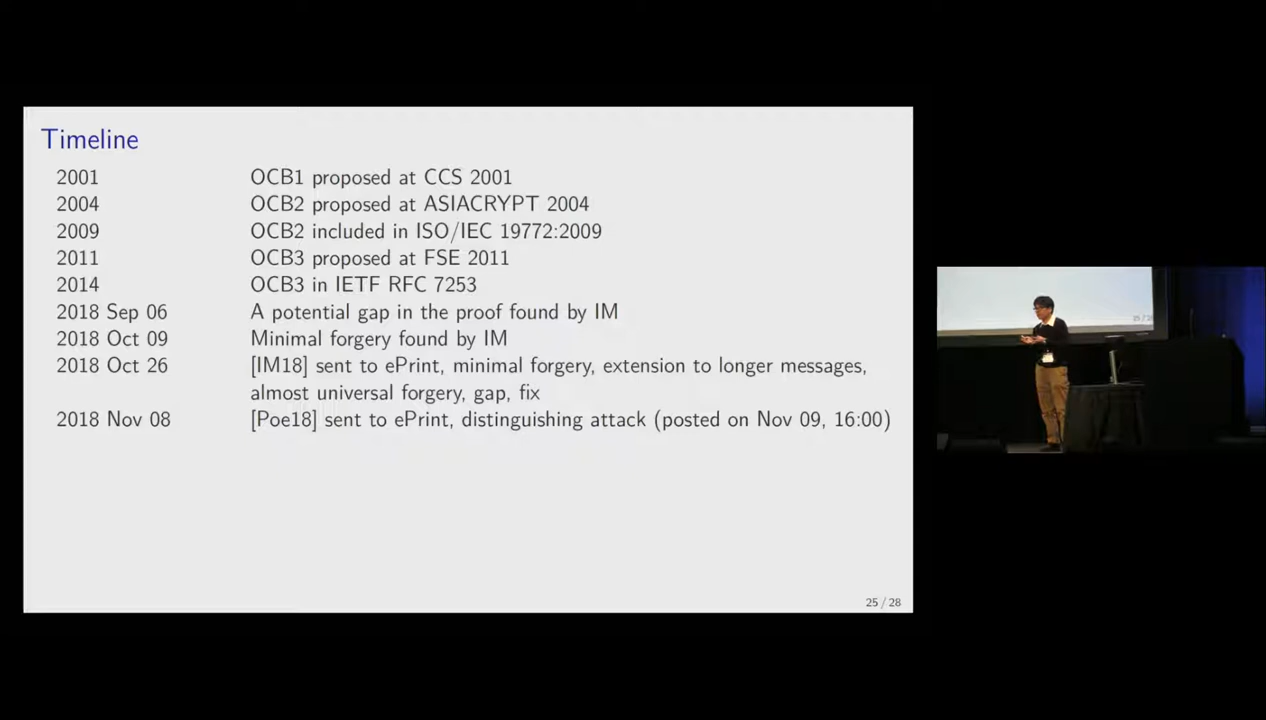 Timeline
2001 OCB1 proposed at CCS 2001
2004 OCB2 proposed at ASIACRYPT 2004
2009 OCB2 included in ISO/IEC 19772:2009
2011 OCB3 proposed at FSE 2011
2014 OCB3 in IETF RFC 7253
2018 Sep 06 A potential gap in the proof found by IM
2018 Oct 09 Minimal forgery found by IM
2018 Oct 26 [IM18] sent to ePrint, minimal forgery, extension to longer messages,
almost universal forgery, gap, fix
2018 Nov 08 [Poe18] sent to ePrint, distinguishing attack (posted on Nov 09, 16:00)
25 / 28